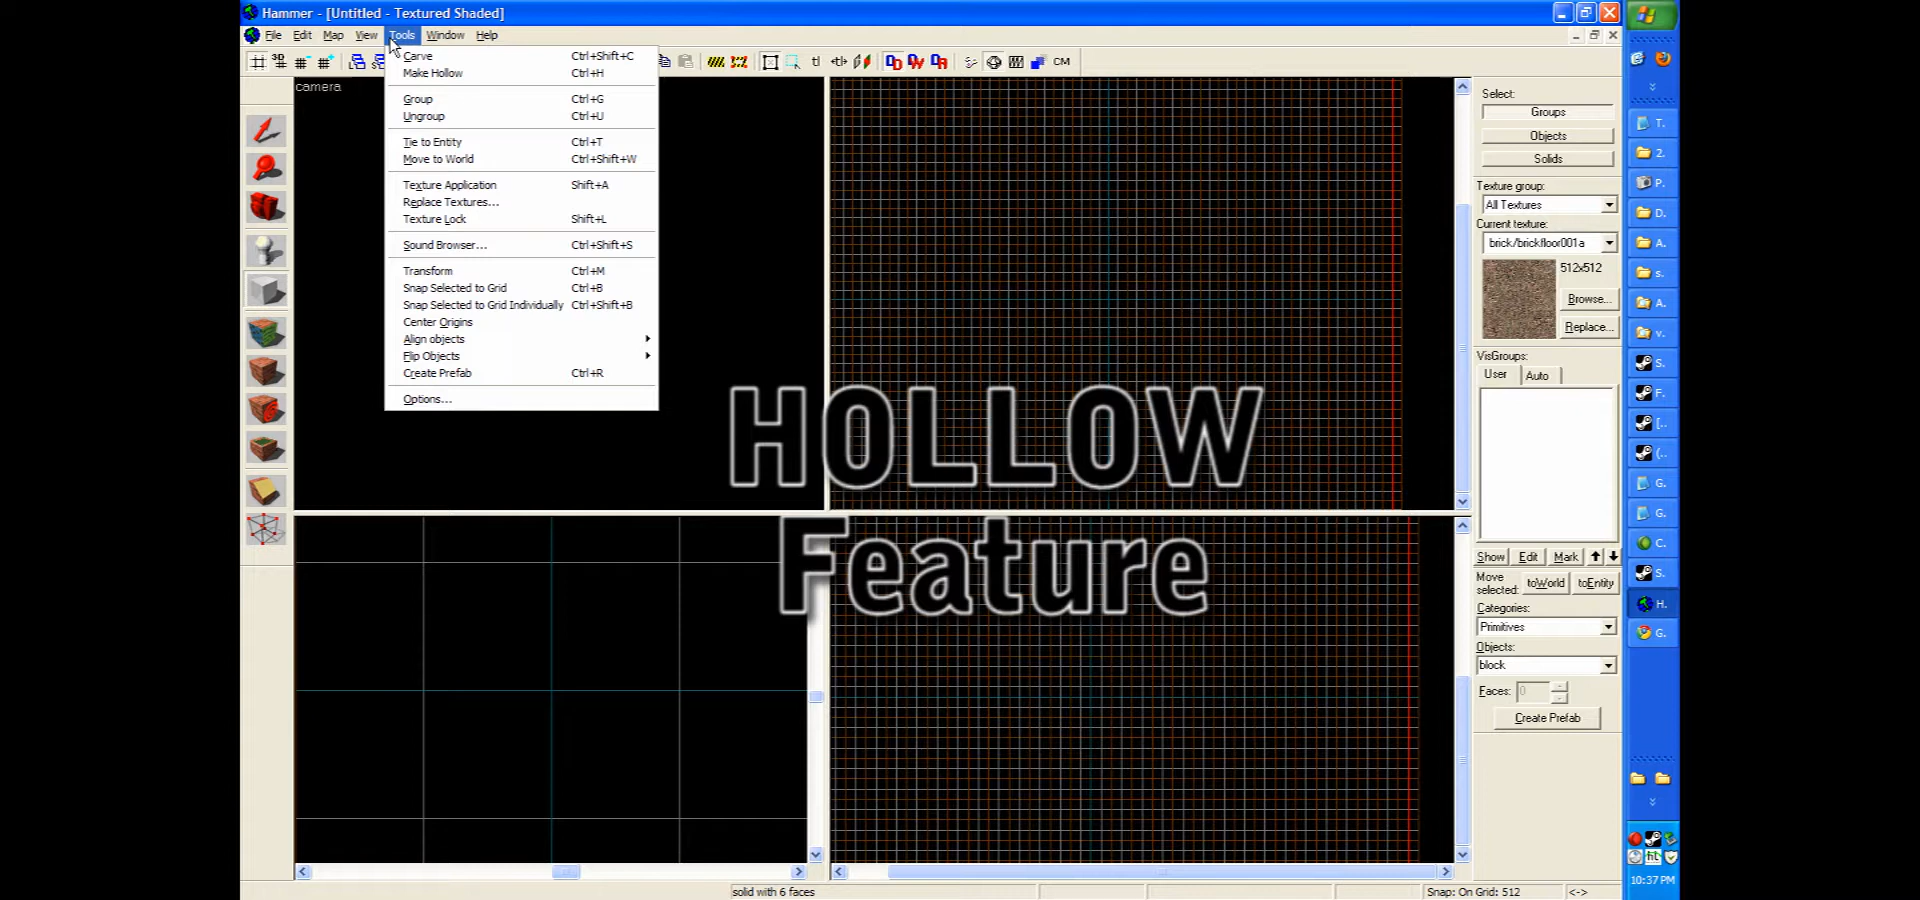 Hammer - [Untitled - Textured Shaded]
File Edit Map View Tools Window Help
Carve Ctrl+Shift+C
Make Hollow Ctrl+H
Group Ctrl+G
Ungroup Ctrl+U
Tie to Entity Ctrl+T
Move to World Ctrl+Shift+W
Texture Application Shift+A
Replace Textures...
Texture Lock Shift+L
Sound Browser... Ctrl+Shift+S
Transform Ctrl+M
Snap Selected to Grid Ctrl+B
Snap Selected to Grid Individually Ctrl+Shift+B
Center Origins
Align objects
Flip Objects
Create Prefab Ctrl+R
Options...
camera
3D
tl
CM
HOLLOW
Feature
Select:
Groups
Objects
Solids
Texture group:
All Textures
Current texture:
brick/brickfloor001a
512x512
Browse...
Replace...
VisGroups:
User Auto
Show Edit Mark
Move
selected: toWorld toEntity
Categories:
Primitives
Objects:
block
Faces: 0
Create Prefab
T.
2.
P.
D.
A.
s.
A.
v.
S.
F.
[..
(..
G.
G.
C.
S.
H.
G.
10:37 PM
solid with 6 faces
Snap: On Grid: 512
<->